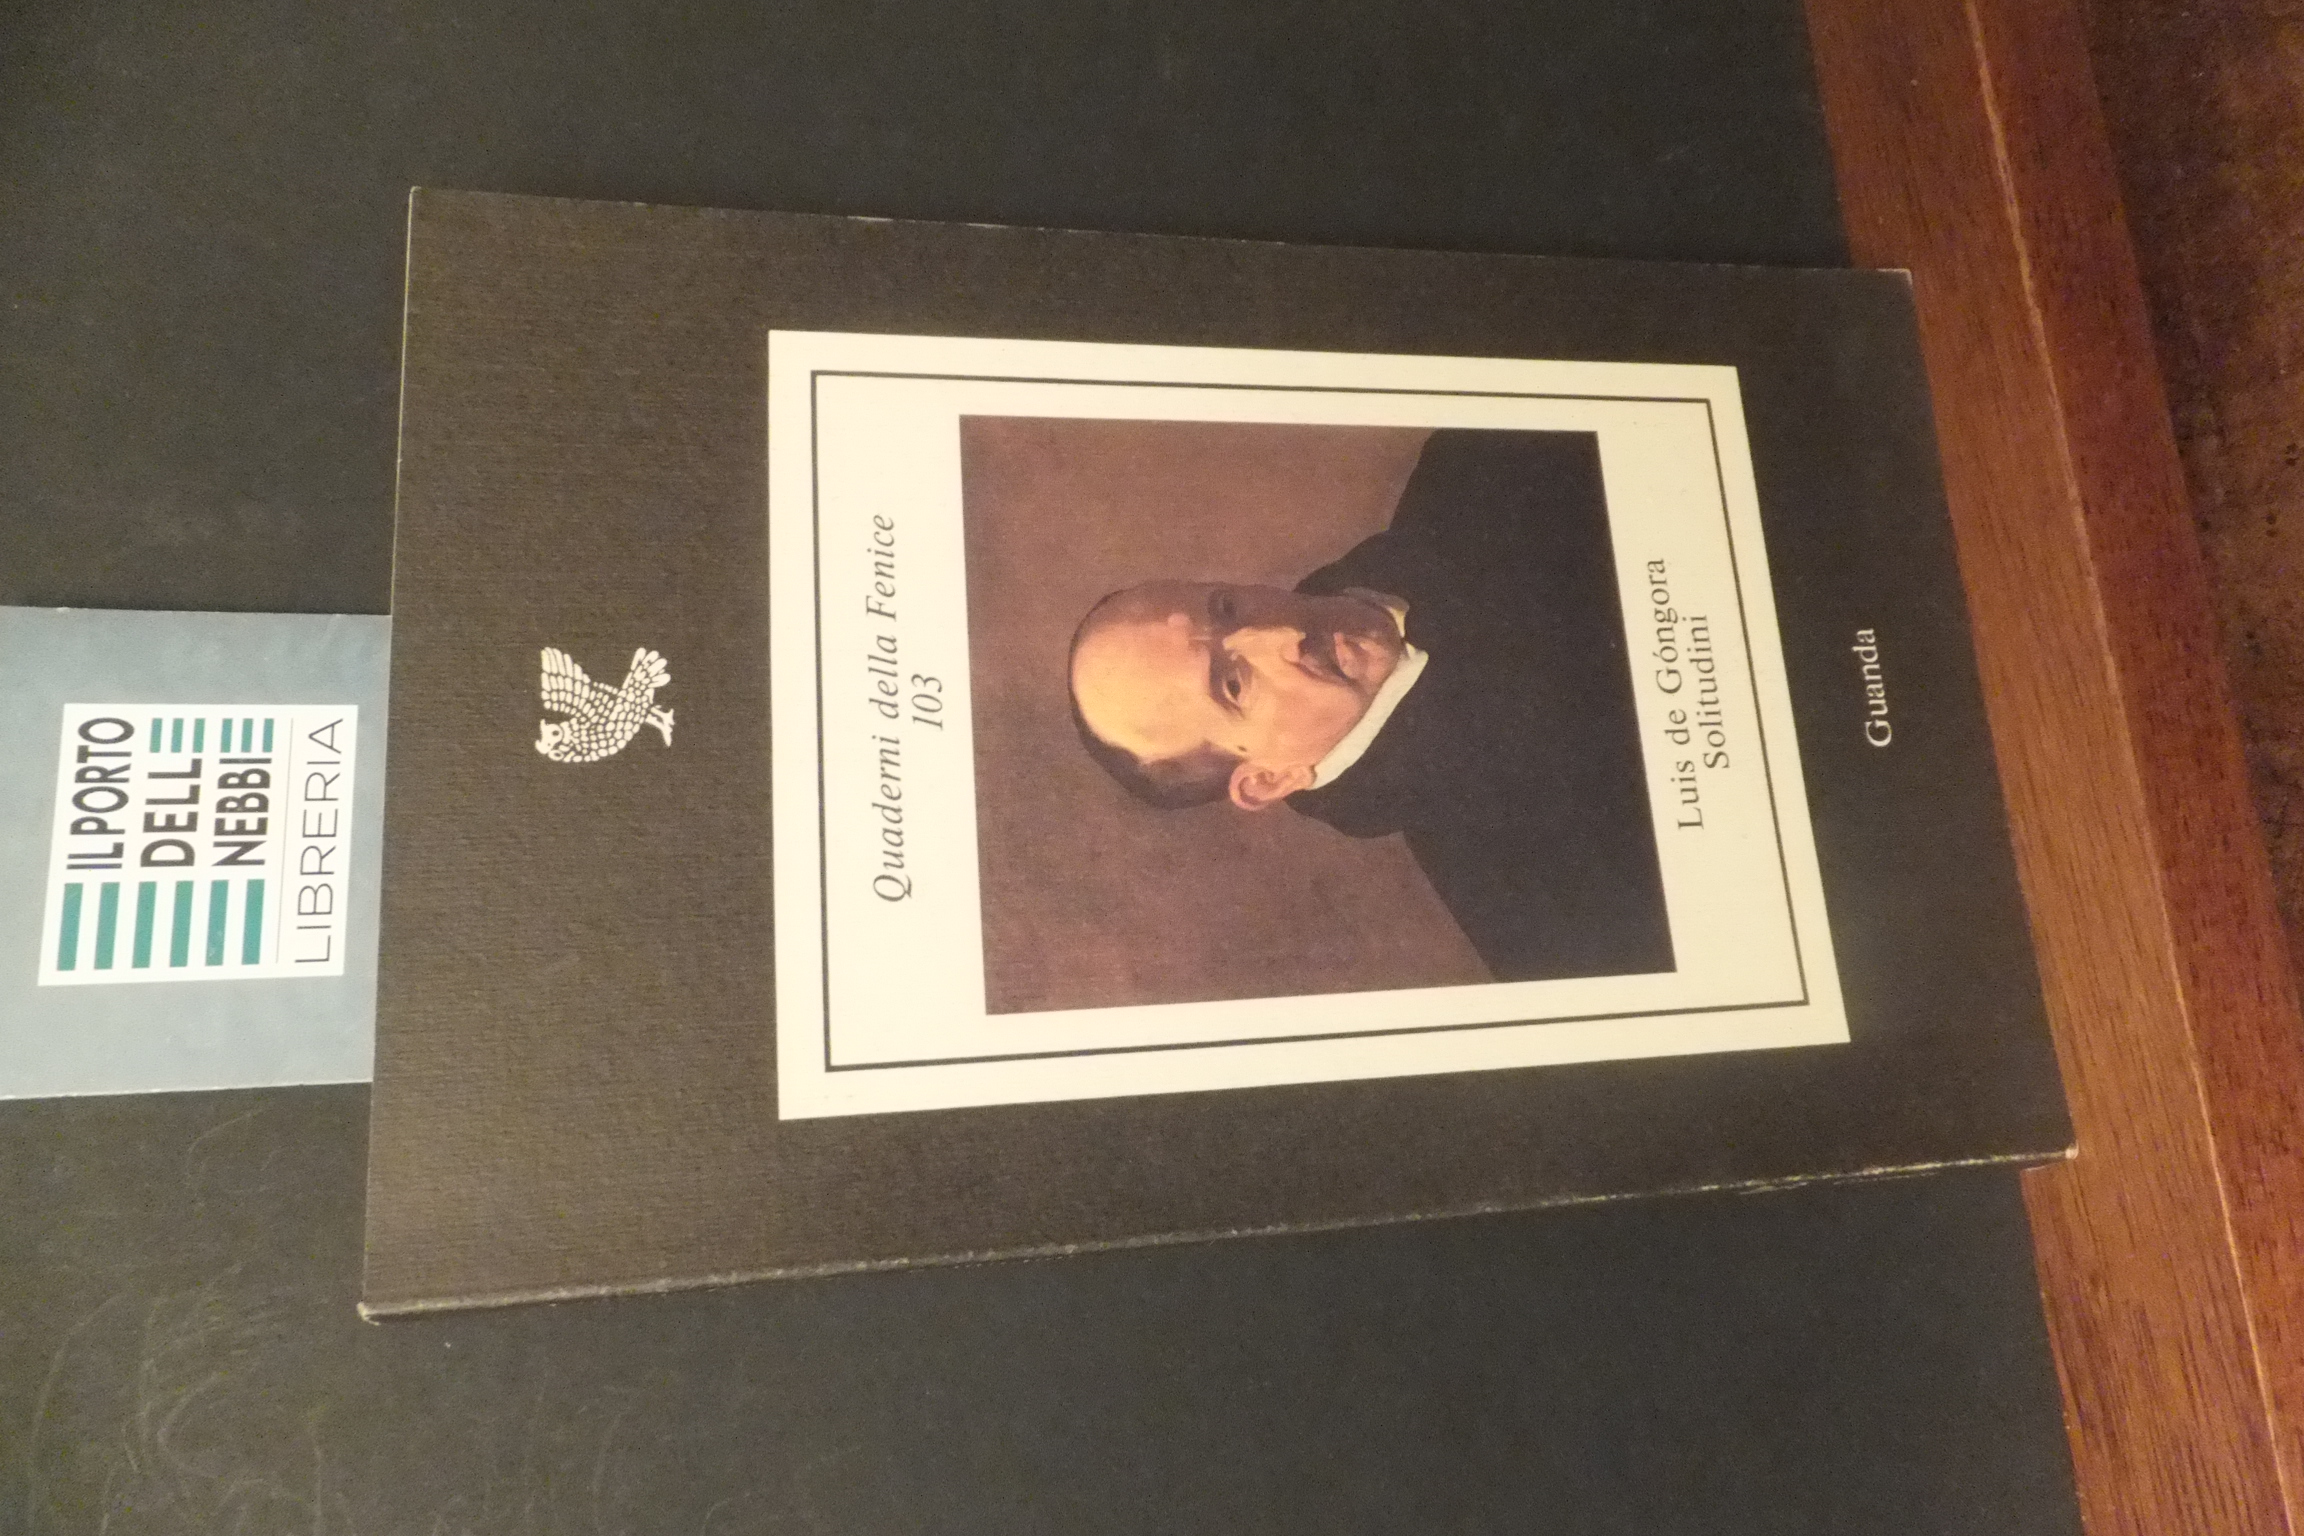 IL PORTO
DELLE
NEBBIE
LIBRERIA
Quaderni della Fenice
103
Luis de Góngora
Solitudini
Guanda